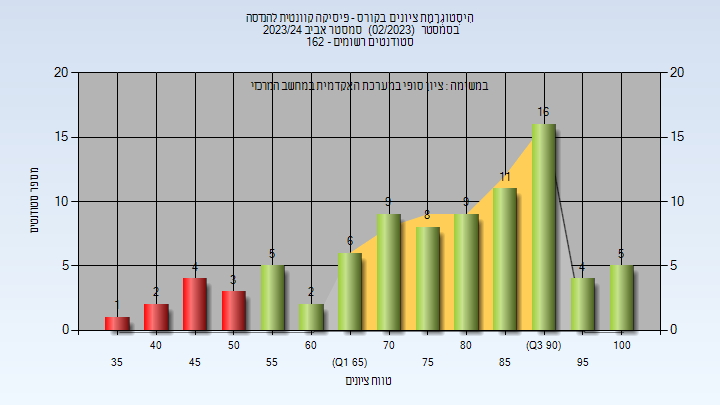 היסטוגרמת ציונים בקורס - פיסיקה קוונטית להנדסה
בסמסטר (02/2023) סמסטר אביב 2023/24
סטודנטים רשומים - 162
במשימה : ציון סופי במערכת האקדמית במחשב המרכזי
מספר סטודנטים
20 20
15 15
10 10
5 5
0 0
1 2 4 3 5 2 6 9 8 9 11 16 4 5
40 50 60 70 80 (Q3 90) 100
35 45 55 (Q1 65) 75 85 95
טווח ציונים